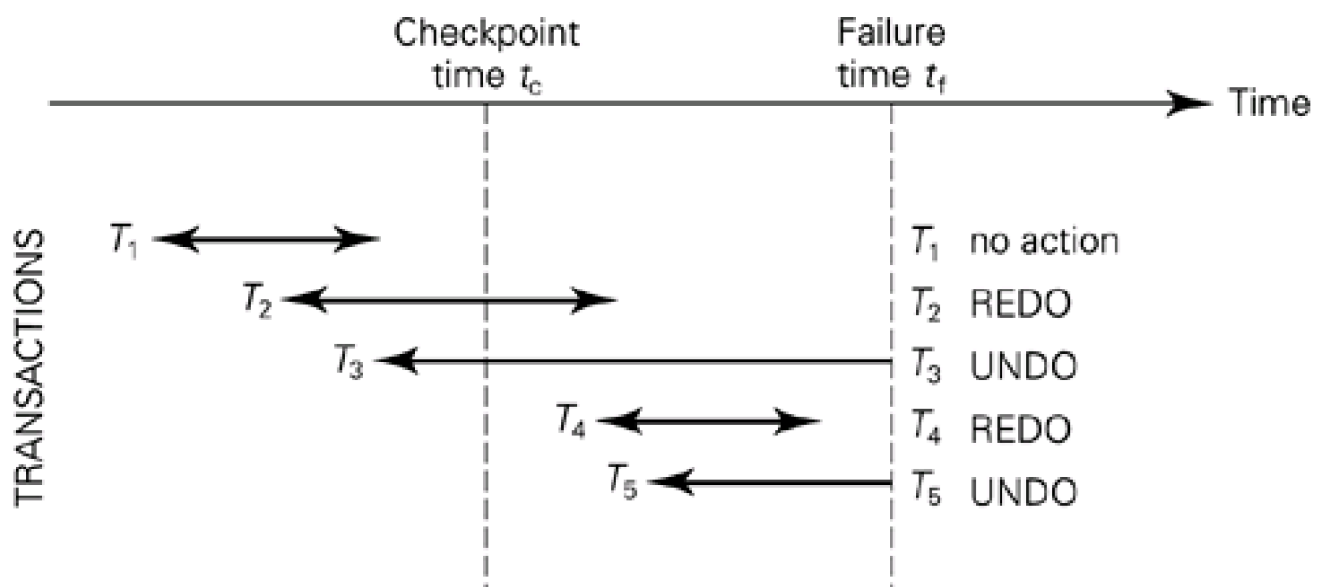 Checkpoint
time tc
Failure
time tf
Time
TRANSACTIONS
T1
T1 no action
T2
T2 REDO
T3
T3 UNDO
T4
T4 REDO
T5
T5 UNDO